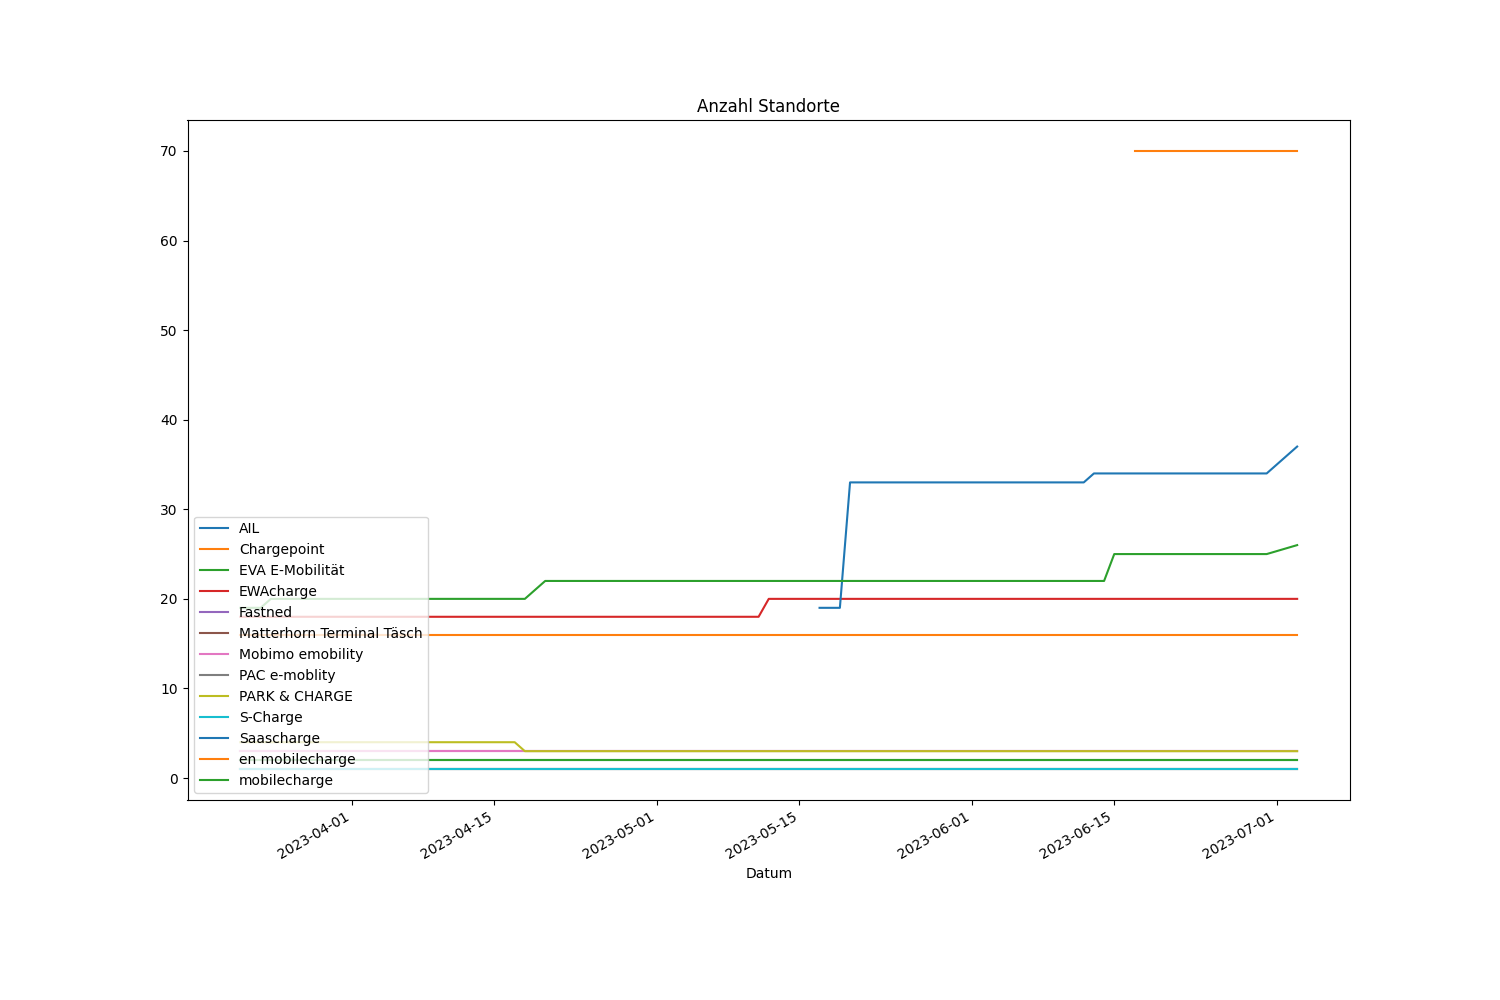 Anzahl Standorte
70
60
50
40
30
20
10
0
AIL
Chargepoint
EVA E-Mobilität
EWAcharge
Fastned
Matterhorn Terminal Täsch
Mobimo emobility
PAC e-moblity
PARK & CHARGE
S-Charge
Saascharge
en mobilecharge
mobilecharge
2023-04-01
2023-04-15
2023-05-01
2023-05-15
2023-06-01
2023-06-15
2023-07-01
Datum